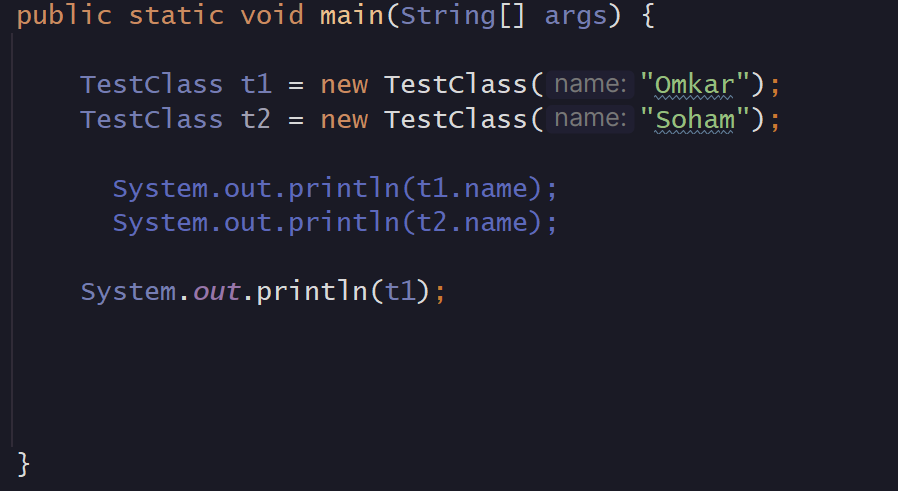 public static void main(String[] args) {
TestClass t1 = new TestClass( name: "Omkar");
TestClass t2 = new TestClass( name: "Soham");
System.out.println(t1.name);
System.out.println(t2.name);
System.out.println(t1);
}